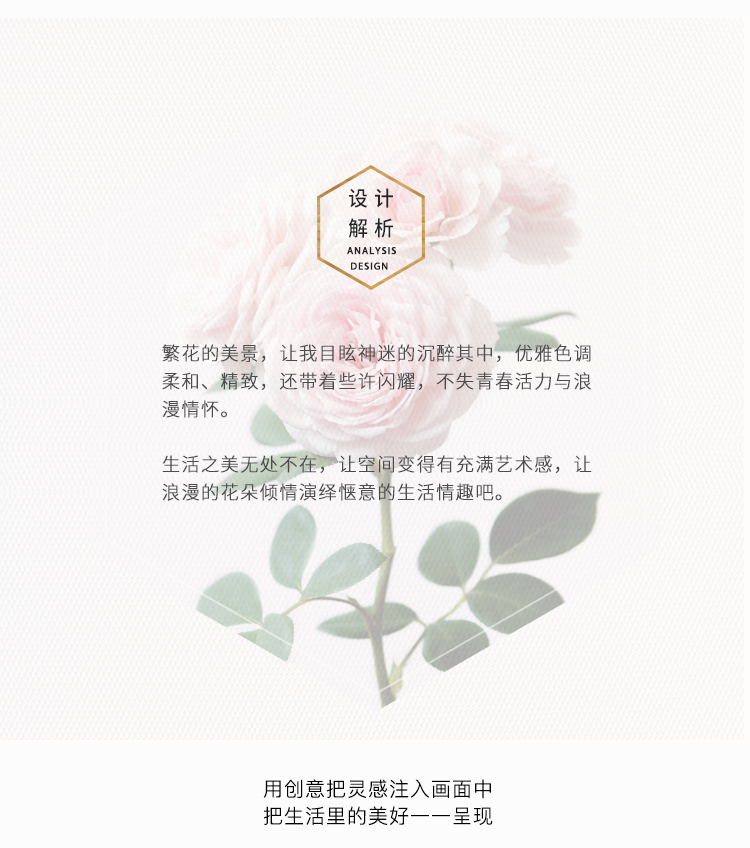 设计
解析
ANALYSIS
DESIGN
繁花的美景，让我目眩神迷的沉醉其中，优雅色调
柔和、精致，还带着些许闪耀，不失青春活力与浪
漫情怀。
生活之美无处不在，让空间变得有充满艺术感，让
浪漫的花朵倾情演绎惬意的生活情趣吧。
用创意把灵感注入画面中
把生活里的美好一一呈现